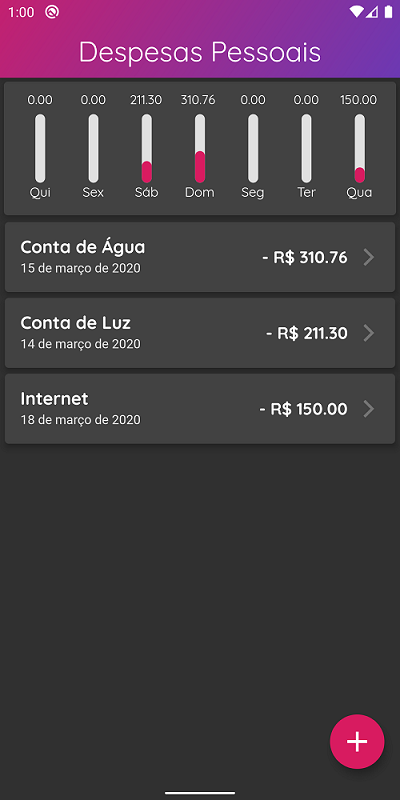 1:00
Despesas Pessoais
0.00 0.00 211.30 310.76 0.00 0.00 150.00
Qui Sex Sáb Dom Seg Ter Qua
Conta de Água
- R$ 310.76
15 de março de 2020
Conta de Luz
- R$ 211.30
14 de março de 2020
Internet
- R$ 150.00
18 de março de 2020